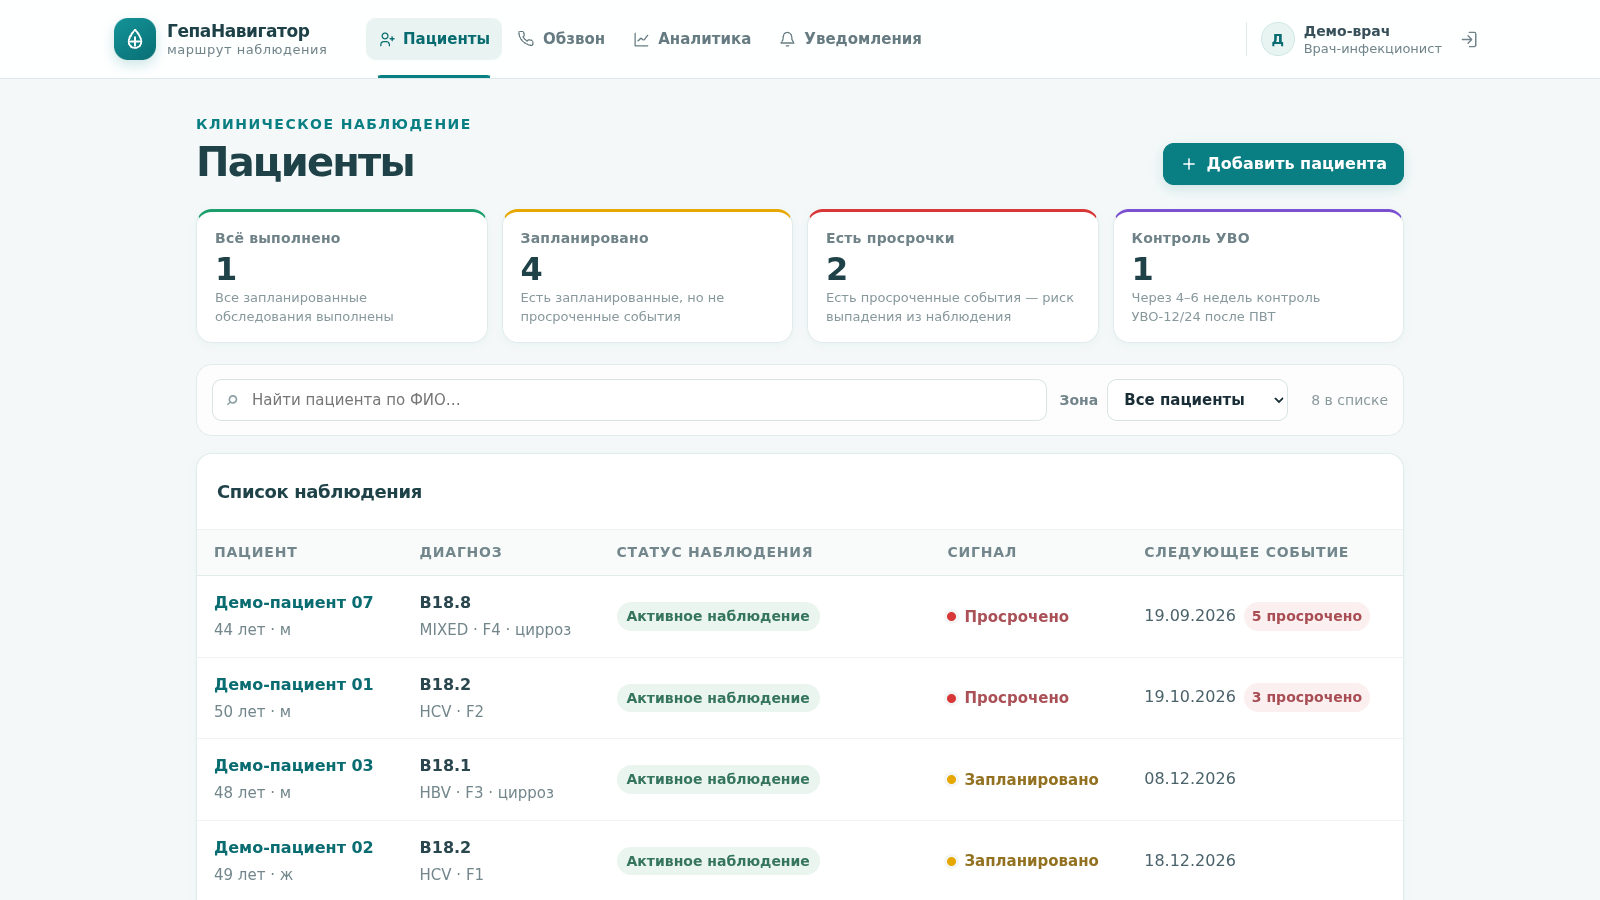 ГепаНавигатор
маршрут наблюдения
Пациенты
Обзвон
Аналитика
Уведомления
Д
Демо-врач
Врач-инфекционист
КЛИНИЧЕСКОЕ НАБЛЮДЕНИЕ
Пациенты
+ Добавить пациента
Всё выполнено
1
Все запланированные
обследования выполнены
Запланировано
4
Есть запланированные, но не
просроченные события
Есть просрочки
2
Есть просроченные события — риск
выпадения из наблюдения
Контроль УВО
1
Через 4–6 недель контроль
УВО-12/24 после ПВТ
Найти пациента по ФИО...
Зона
Все пациенты
8 в списке
Список наблюдения
ПАЦИЕНТ ДИАГНОЗ СТАТУС НАБЛЮДЕНИЯ СИГНАЛ СЛЕДУЮЩЕЕ СОБЫТИЕ
Демо-пациент 07 B18.8 Активное наблюдение Просрочено 19.09.2026 5 просрочено
44 лет · м MIXED · F4 · цирроз
Демо-пациент 01 B18.2 Активное наблюдение Просрочено 19.10.2026 3 просрочено
50 лет · м HCV · F2
Демо-пациент 03 B18.1 Активное наблюдение Запланировано 08.12.2026
48 лет · м HBV · F3 · цирроз
Демо-пациент 02 B18.2 Активное наблюдение Запланировано 18.12.2026
49 лет · ж HCV · F1